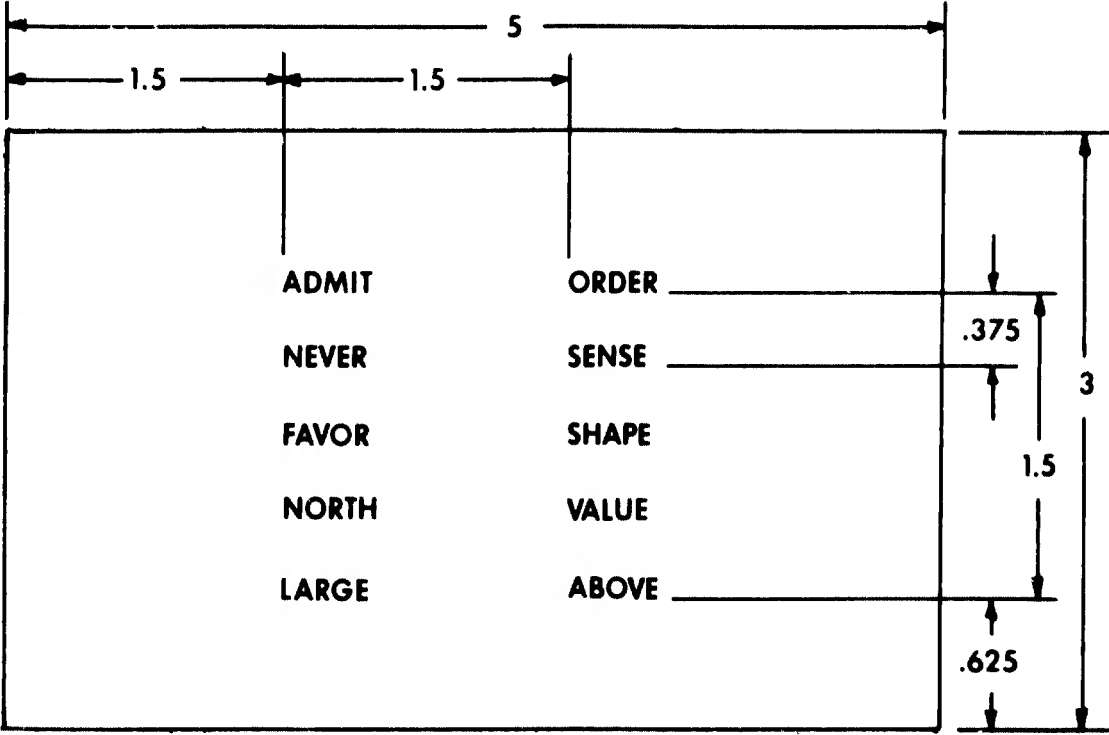 5
1.5 1.5
ADMIT ORDER
.375
NEVER SENSE
3
FAVOR SHAPE
1.5
NORTH VALUE
LARGE ABOVE
.625